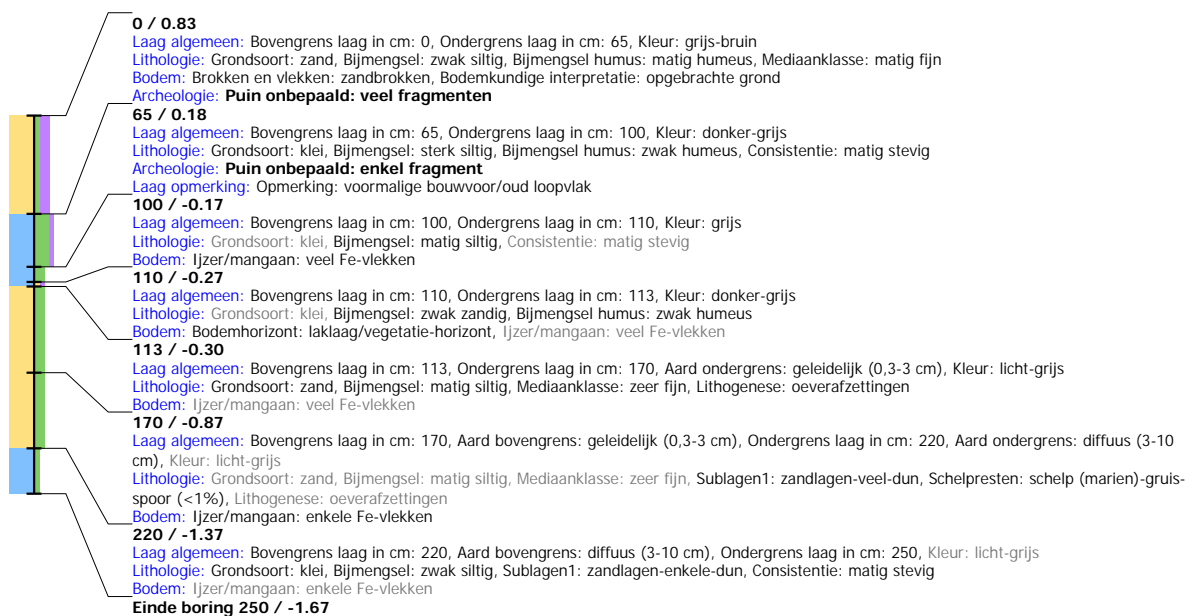 0 / 0.83
Laag algemeen: Bovengrens laag in cm: 0, Ondergrens laag in cm: 65, Kleur: grijs-bruin
Lithologie: Grondsoort: zand, Bijmengsel: zwak siltig, Bijmengsel humus: matig humeus, Mediaanklasse: matig fijn
Bodem: Brokken en vlekken: zandbrokken, Bodemkundige interpretatie: opgebrachte grond
Archeologie: Puin onbepaald: veel fragmenten
65 / 0.18
Laag algemeen: Bovengrens laag in cm: 65, Ondergrens laag in cm: 100, Kleur: donker-grijs
Lithologie: Grondsoort: klei, Bijmengsel: sterk siltig, Bijmengsel humus: zwak humeus, Consistentie: matig stevig
Archeologie: Puin onbepaald: enkel fragment
Laag opmerking: Opmerking: voormalige bouwvoor/oud loopvlak
100 / -0.17
Laag algemeen: Bovengrens laag in cm: 100, Ondergrens laag in cm: 110, Kleur: grijs
Lithologie: Grondsoort: klei, Bijmengsel: matig siltig, Consistentie: matig stevig
Bodem: Ijzer/mangaan: veel Fe-vlekken
110 / -0.27
Laag algemeen: Bovengrens laag in cm: 110, Ondergrens laag in cm: 113, Kleur: donker-grijs
Lithologie: Grondsoort: klei, Bijmengsel: zwak zandig, Bijmengsel humus: zwak humeus
Bodem: Bodemhorizont: laklaag/vegetatie-horizont, Ijzer/mangaan: veel Fe-vlekken
113 / -0.30
Laag algemeen: Bovengrens laag in cm: 113, Ondergrens laag in cm: 170, Aard ondergrens: geleidelijk (0,3-3 cm), Kleur: licht-grijs
Lithologie: Grondsoort: zand, Bijmengsel: matig siltig, Mediaanklasse: zeer fijn, Lithogenese: oeverafzettingen
Bodem: Ijzer/mangaan: veel Fe-vlekken
170 / -0.87
Laag algemeen: Bovengrens laag in cm: 170, Aard bovengrens: geleidelijk (0,3-3 cm), Ondergrens laag in cm: 220, Aard ondergrens: diffuus (3-10
cm), Kleur: licht-grijs
Lithologie: Grondsoort: zand, Bijmengsel: matig siltig, Mediaanklasse: zeer fijn, Sublagen1: zandlagen-veel-dun, Schelpresten: schelp (marien)-gruis-
spoor (<1%), Lithogenese: oeverafzettingen
Bodem: Ijzer/mangaan: enkele Fe-vlekken
220 / -1.37
Laag algemeen: Bovengrens laag in cm: 220, Aard bovengrens: diffuus (3-10 cm), Ondergrens laag in cm: 250, Kleur: licht-grijs
Lithologie: Grondsoort: klei, Bijmengsel: zwak siltig, Sublagen1: zandlagen-enkele-dun, Consistentie: matig stevig
Bodem: Ijzer/mangaan: enkele Fe-vlekken
Einde boring 250 / -1.67